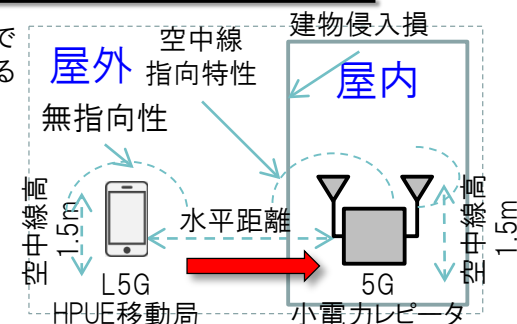 で
る
屋外
空中線
指向特性
建物侵入損
屋内
無指向性
空中線高
1.5m
水平距離
空中線高
1.5m
L5G
HPUE移動局
5G
小電力レピータ